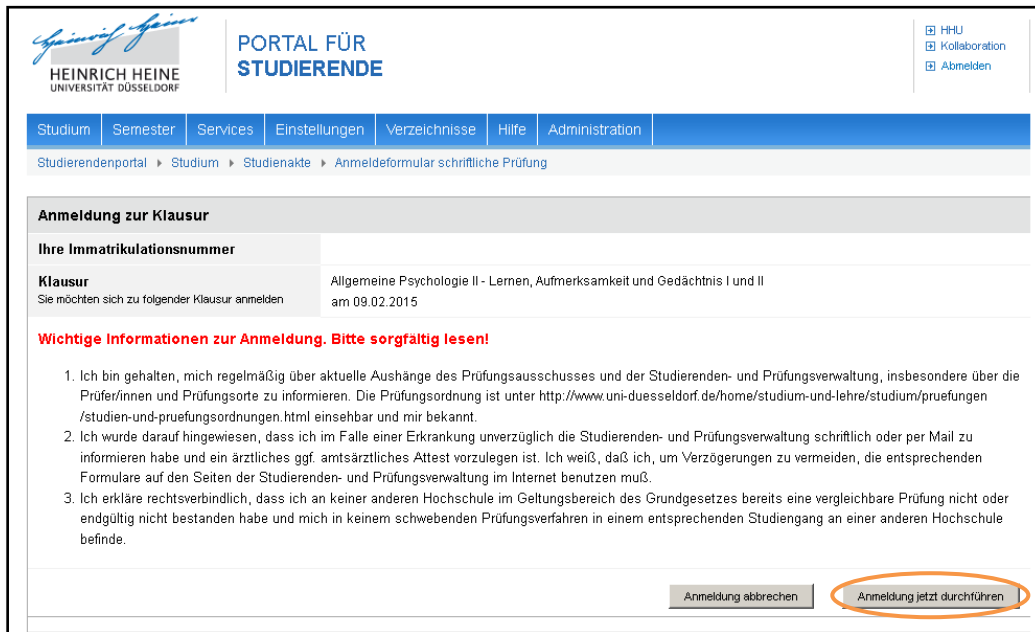 Heinrich Heine
HEINRICH HEINE
UNIVERSITÄT DÜSSELDORF
PORTAL FÜR
STUDIERENDE
HHU
Kollaboration
Abmelden
Studium Semester Services Einstellungen Verzeichnisse Hilfe Administration
Studierendenportal ▸ Studium ▸ Studienakte ▸ Anmeldeformular schriftliche Prüfung
Anmeldung zur Klausur
Ihre Immatrikulationsnummer
Klausur
Sie möchten sich zu folgender Klausur anmelden
Allgemeine Psychologie II - Lernen, Aufmerksamkeit und Gedächtnis I und II
am 09.02.2015
Wichtige Informationen zur Anmeldung. Bitte sorgfältig lesen!
1. Ich bin gehalten, mich regelmäßig über aktuelle Aushänge des Prüfungsausschusses und der Studierenden- und Prüfungsverwaltung, insbesondere über die
Prüfer/innen und Prüfungsorte zu informieren. Die Prüfungsordnung ist unter http://www.uni-duesseldorf.de/home/studium-und-lehre/studium/pruefungen
/studien-und-pruefungsordnungen.html einsehbar und mir bekannt.
2. Ich wurde darauf hingewiesen, dass ich im Falle einer Erkrankung unverzüglich die Studierenden- und Prüfungsverwaltung schriftlich oder per Mail zu
informieren habe und ein ärztliches ggf. amtsärztliches Attest vorzulegen ist. Ich weiß, daß ich, um Verzögerungen zu vermeiden, die entsprechenden
Formulare auf den Seiten der Studierenden- und Prüfungsverwaltung im Internet benutzen muß.
3. Ich erkläre rechtsverbindlich, dass ich an keiner anderen Hochschule im Geltungsbereich des Grundgesetzes bereits eine vergleichbare Prüfung nicht oder
endgültig nicht bestanden habe und mich in keinem schwebenden Prüfungsverfahren in einem entsprechenden Studiengang an einer anderen Hochschule
befinde.
Anmeldung abbrechen Anmeldung jetzt durchführen